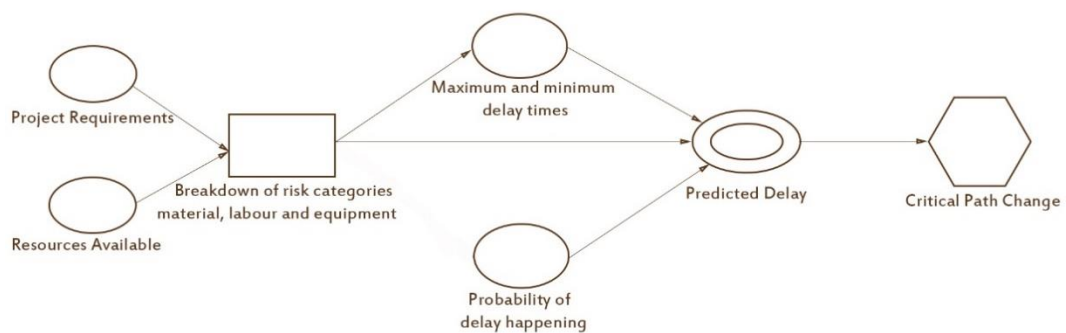 Project Requirements
Resources Available
Breakdown of risk categories
material, labour and equipment
Maximum and minimum
delay times
Probability of
delay happening
Predicted Delay
Critical Path Change